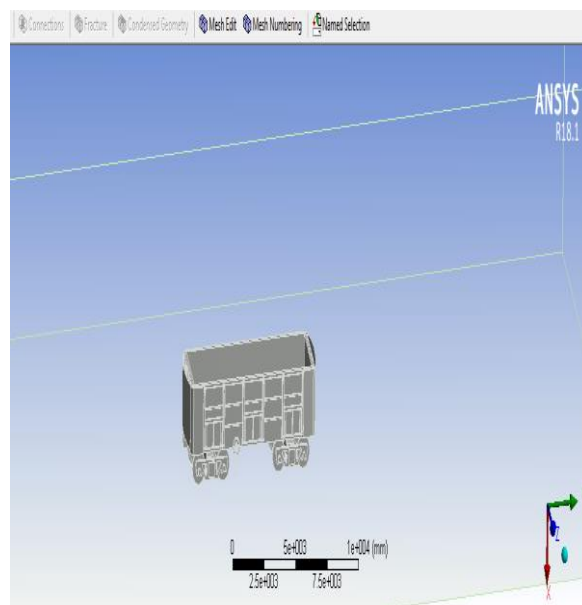 Connections Fracture Condensed Geometry Mesh Edit Mesh Numbering Named Selection
ANSYS
R18.1
0 5e+003 1e+004 (mm)
2.5e+003 7.5e+003
Z
X